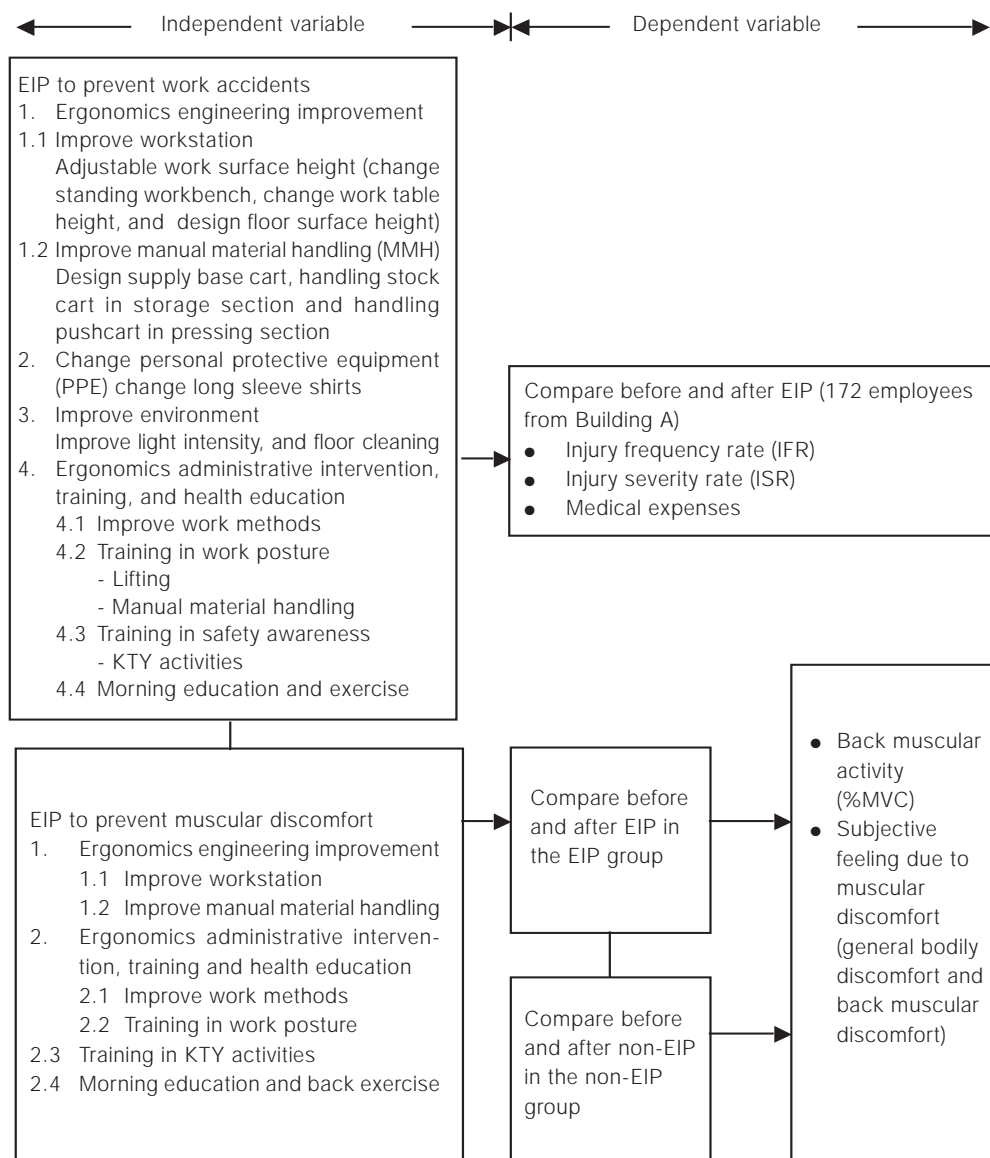 Independent variable
Dependent variable
EIP to prevent work accidents
1. Ergonomics engineering improvement
1.1 Improve workstation
Adjustable work surface height (change
standing workbench, change work table
height, and design floor surface height)
1.2 Improve manual material handling (MMH)
Design supply base cart, handling stock
cart in storage section and handling
pushcart in pressing section
2. Change personal protective equipment
(PPE) change long sleeve shirts
3. Improve environment
Improve light intensity, and floor cleaning
4. Ergonomics administrative intervention,
training, and health education
4.1 Improve work methods
4.2 Training in work posture
- Lifting
- Manual material handling
4.3 Training in safety awareness
- KTY activities
4.4 Morning education and exercise
Compare before and after EIP (172 employees
from Building A)
● Injury frequency rate (IFR)
● Injury severity rate (ISR)
● Medical expenses
EIP to prevent muscular discomfort
1. Ergonomics engineering improvement
1.1 Improve workstation
1.2 Improve manual material handling
2. Ergonomics administrative interven-
tion, training and health education
2.1 Improve work methods
2.2 Training in work posture
2.3 Training in KTY activities
2.4 Morning education and back exercise
Compare before
and after EIP in
the EIP group
Compare before
and after non-EIP
in the non-EIP
group
● Back muscular
activity
(%MVC)
● Subjective
feeling due to
muscular
discomfort
(general bodily
discomfort and
back muscular
discomfort)